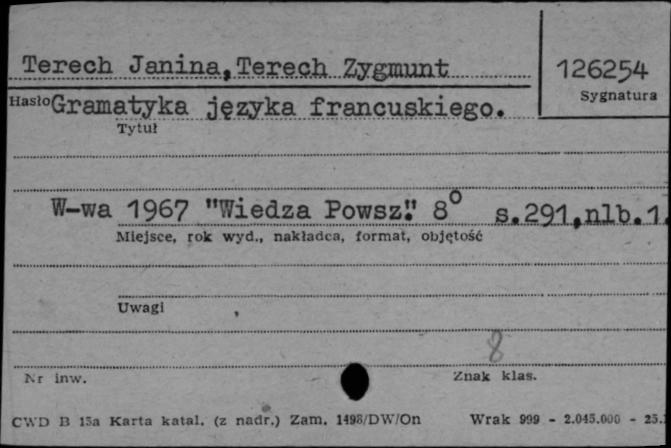 Terech Janina, Terech Zygmunt
126254
Hasło
Sygnatura
Gramatyka języka francuskiego.
Tytuł
W-wa 1967 "Wiedza Powsz." 8° s.291,nlb.1.
Miejsce, rok wyd., nakładca, format, objętość
Uwagi
8
Nr inw.
Znak klas.
CWD B 15a Karta katal. (z nadr.) Zam. 1498/DW/On Wrak 999 - 2.045.000 - 25.